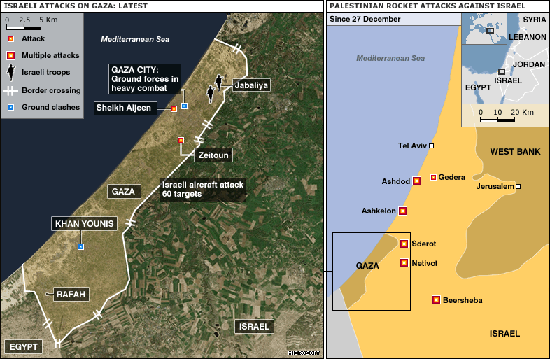 ISRAELI ATTACKS ON GAZA: LATEST
0 2.5 5 Km
Attack
Multiple attacks
Israeli troops
Border crossing
Ground clashes
Mediterranean Sea
GAZA CITY:
Ground forces in
heavy combat
Jabaliya
Sheikh Aljeen
Zeitoun
GAZA
Israeli aircraft attack
60 targets
KHAN YOUNIS
RAFAH
EGYPT
ISRAEL
PALESTINIAN ROCKET ATTACKS AGAINST ISRAEL
Since 27 December
Mediterranean Sea
SYRIA
LEBANON
JORDAN
ISRAEL
EGYPT
0 10 20 Km
Tel Aviv
WEST BANK
Gedera
Ashdod
Jerusalem
Ashkelon
Sderot
GAZA
Netivot
Beersheba
ISRAEL